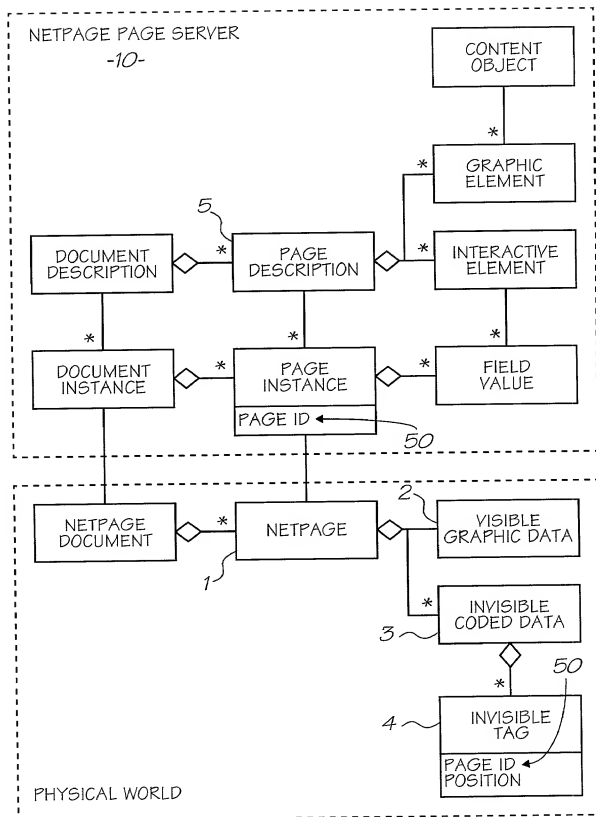 NETPAGE PAGE SERVER
-10-
CONTENT
OBJECT
*
*
GRAPHIC
ELEMENT
5
DOCUMENT
DESCRIPTION
*
PAGE
DESCRIPTION
*
INTERACTIVE
ELEMENT
*
*
*
DOCUMENT
INSTANCE
*
PAGE
INSTANCE
*
FIELD
VALUE
PAGE ID
50
NETPAGE
DOCUMENT
*
NETPAGE
1
2
VISIBLE
GRAPHIC DATA
*
INVISIBLE
CODED DATA
3
*
50
4
INVISIBLE
TAG
PAGE ID
POSITION
PHYSICAL WORLD